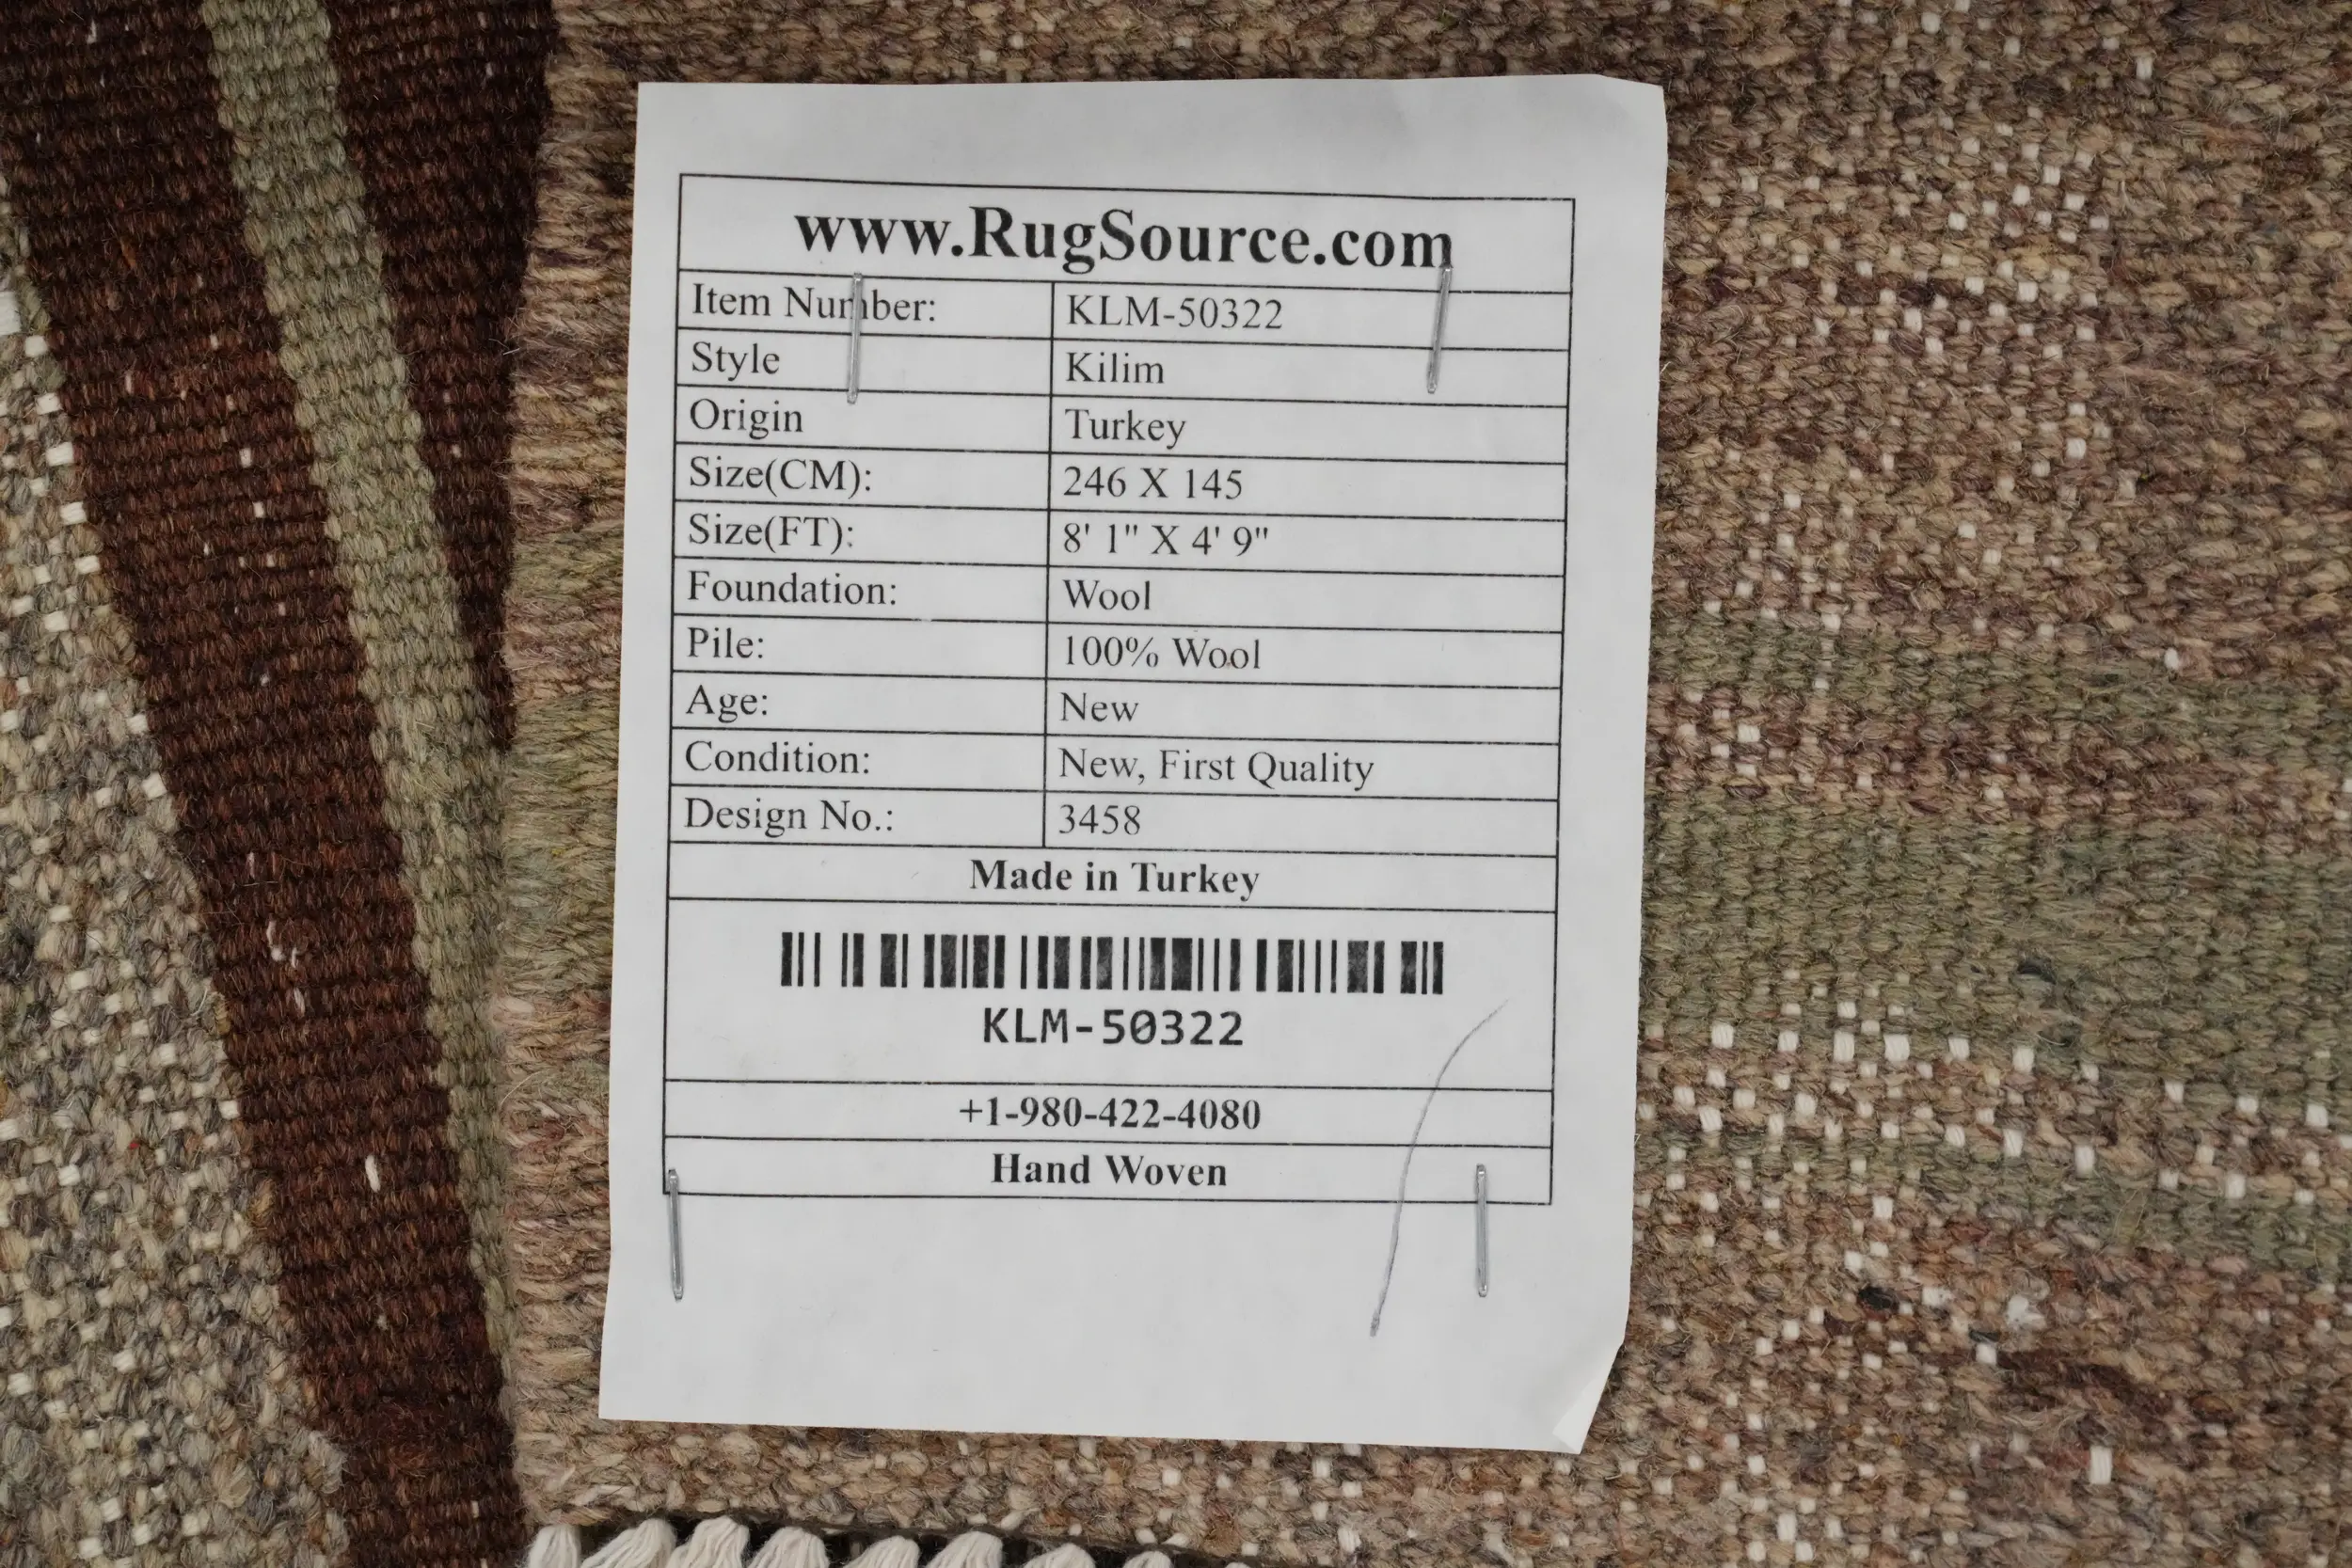 www.RugSource.com
Item Number: KLM-50322
Style Kilim
Origin Turkey
Size(CM): 246 X 145
Size(FT): 8' 1" X 4' 9"
Foundation: Wool
Pile: 100% Wool
Age: New
Condition: New, First Quality
Design No.: 3458
Made in Turkey
KLM-50322
+1-980-422-4080
Hand Woven